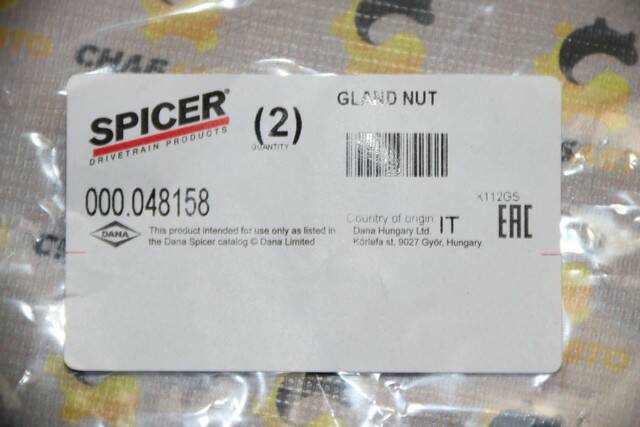 SPICER®
DRIVETRAIN PRODUCTS
(2)
QUANTITY
GLAND NUT
000.048158
X112GS
DANA
This product intended for use only as listed in
the Dana Spicer catalog © Dana Limited
Country of origin IT
Dana Hungary Ltd.
Körlefa st, 9027 Györ, Hungary
EAC